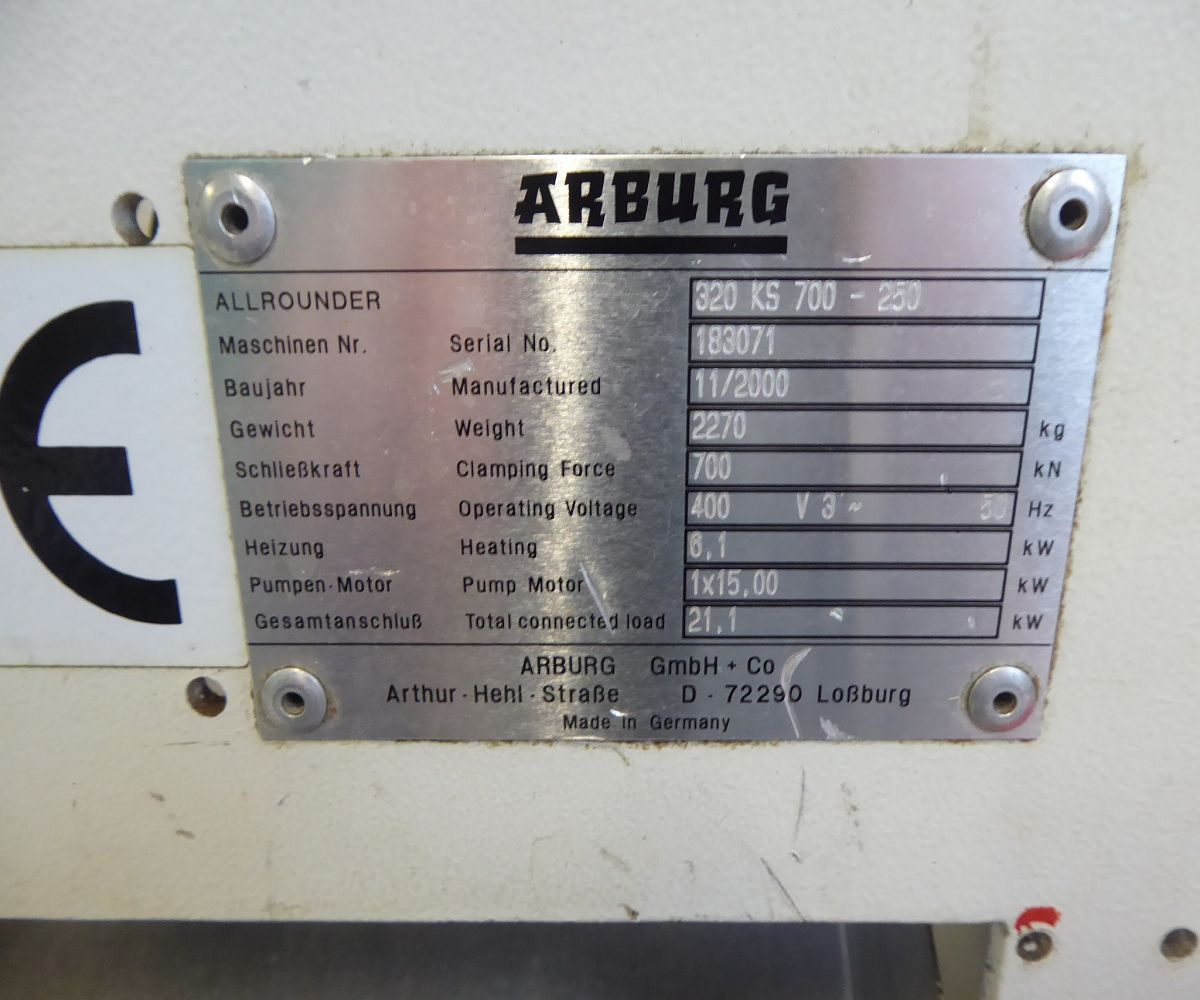 ARBURG
ALLROUNDER 320 KS 700 - 250
Maschinen Nr. Serial No. 183071
Baujahr Manufactured 11/2000
Gewicht Weight 2270 kg
Schließkraft Clamping Force 700 kN
Betriebsspannung Operating Voltage 400 V 3 ~ 50 Hz
Heizung Heating 6,1 kW
Pumpen-Motor Pump Motor 1x15,00 kW
Gesamtanschluß Total connected load 21,1 kW
ARBURG GmbH + Co
Arthur-Hehl-Straße D - 72290 Loßburg
Made in Germany
CE